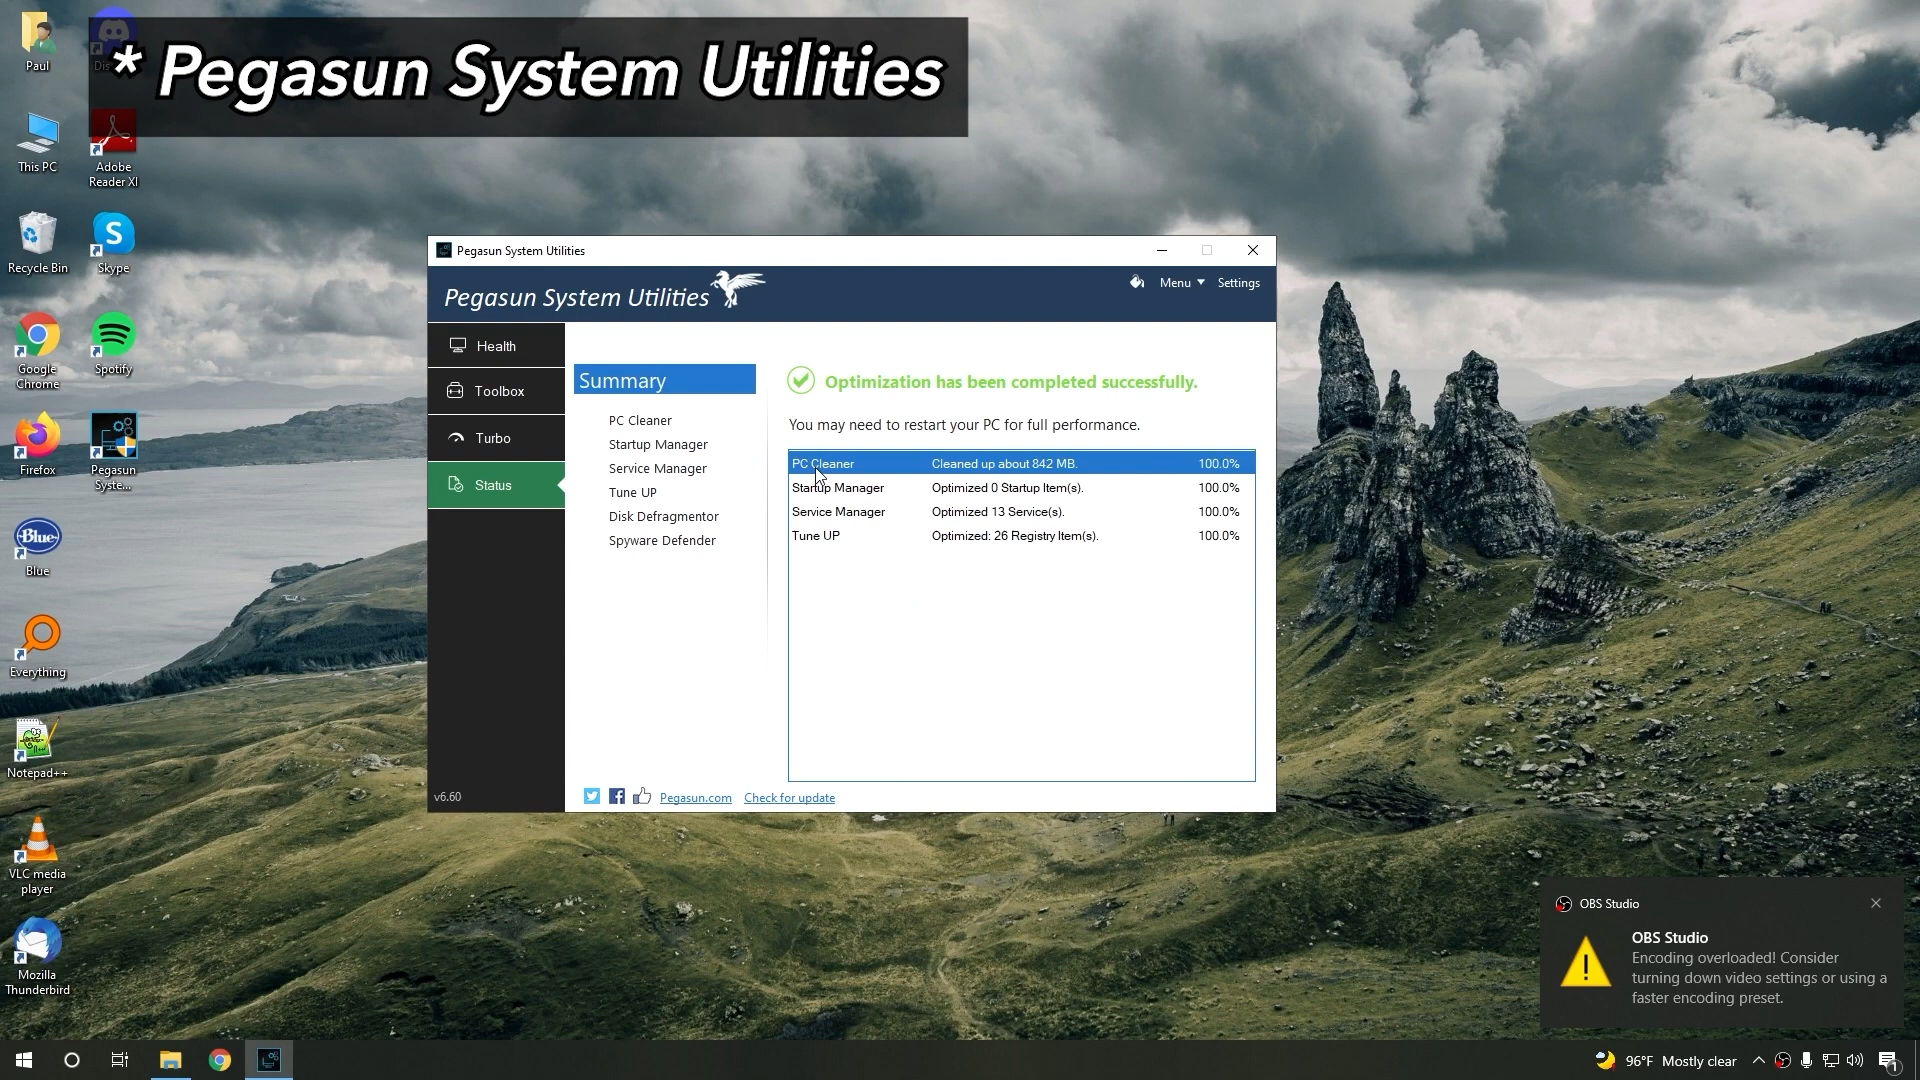 * Pegasun System Utilities
Paul
Dis
This PC
Adobe
Reader XI
Recycle Bin
Skype
Google
Chrome
Spotify
Firefox
Pegasun
Syste...
Blue
Blue
Everything
Notepad++
VLC media
player
Mozilla
Thunderbird
Pegasun System Utilities
Pegasun System Utilities
Menu
Settings
Health
Toolbox
Turbo
Status
v6.60
Summary
PC Cleaner
Startup Manager
Service Manager
Tune UP
Disk Defragmentor
Spyware Defender
Optimization has been completed successfully.
You may need to restart your PC for full performance.
PC Cleaner Cleaned up about 842 MB. 100.0%
Startup Manager Optimized 0 Startup Item(s). 100.0%
Service Manager Optimized 13 Service(s). 100.0%
Tune UP Optimized: 26 Registry Item(s). 100.0%
Pegasun.com Check for update
OBS Studio
OBS Studio
Encoding overloaded! Consider
turning down video settings or using a
faster encoding preset.
96°F Mostly clear
1